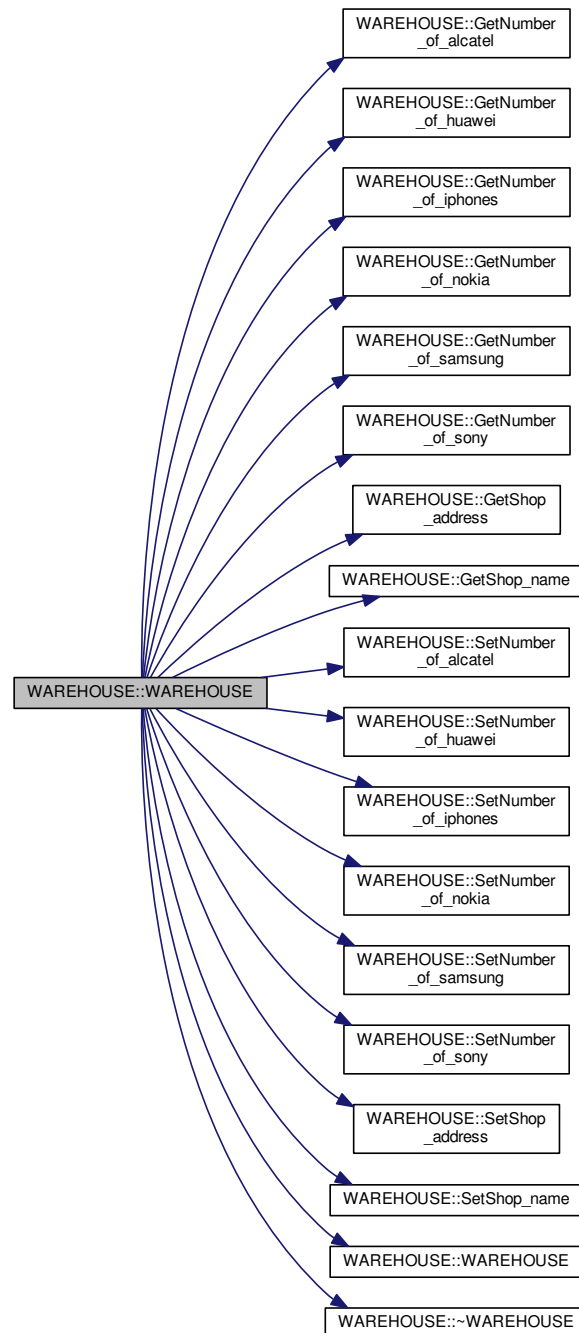 WAREHOUSE::GetNumber
_of_alcatel
WAREHOUSE::GetNumber
_of_huawei
WAREHOUSE::GetNumber
_of_iphones
WAREHOUSE::GetNumber
_of_nokia
WAREHOUSE::GetNumber
_of_samsung
WAREHOUSE::GetNumber
_of_sony
WAREHOUSE::GetShop
_address
WAREHOUSE::GetShop_name
WAREHOUSE::SetNumber
_of_alcatel
WAREHOUSE::WAREHOUSE
WAREHOUSE::SetNumber
_of_huawei
WAREHOUSE::SetNumber
_of_iphones
WAREHOUSE::SetNumber
_of_nokia
WAREHOUSE::SetNumber
_of_samsung
WAREHOUSE::SetNumber
_of_sony
WAREHOUSE::SetShop
_address
WAREHOUSE::SetShop_name
WAREHOUSE::WAREHOUSE
WAREHOUSE::~WAREHOUSE